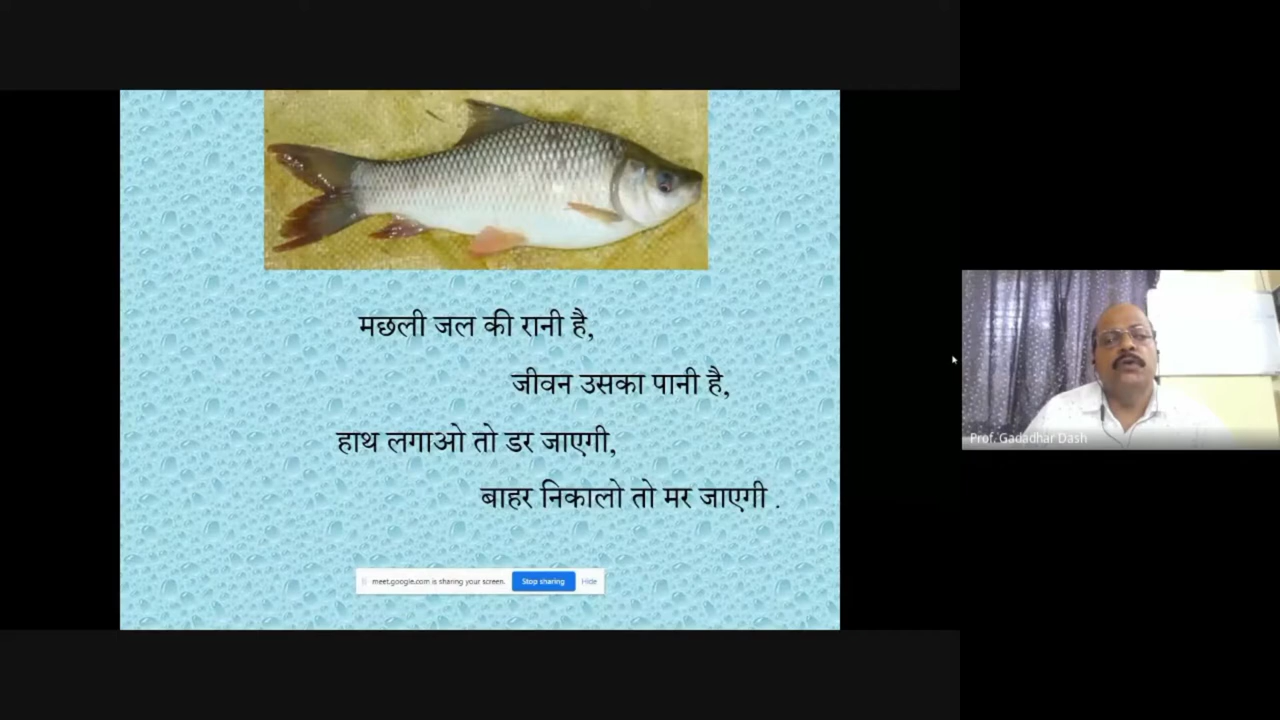 मछली जल की रानी है,
जीवन उसका पानी है,
हाथ लगाओ तो डर जाएगी,
बाहर निकालो तो मर जाएगी .
meet.google.com is sharing your screen. Stop sharing Hide
Prof. Gadadhar Dash